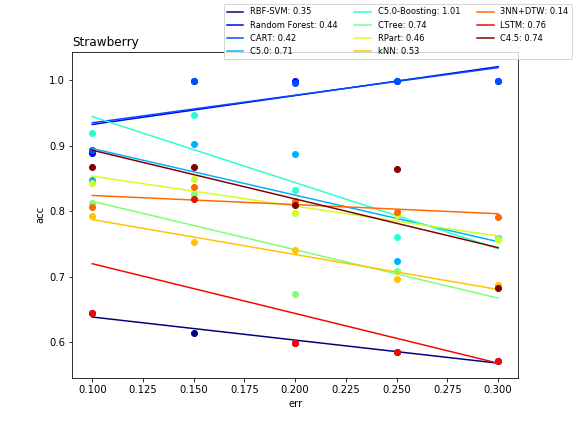 RBF-SVM: 0.35
Random Forest: 0.44
CART: 0.42
C5.0: 0.71
C5.0-Boosting: 1.01
CTree: 0.74
RPart: 0.46
kNN: 0.53
3NN+DTW: 0.14
LSTM: 0.76
C4.5: 0.74
Strawberry
1.0
0.9
0.8
0.7
0.6
acc
0.100 0.125 0.150 0.175 0.200 0.225 0.250 0.275 0.300
err